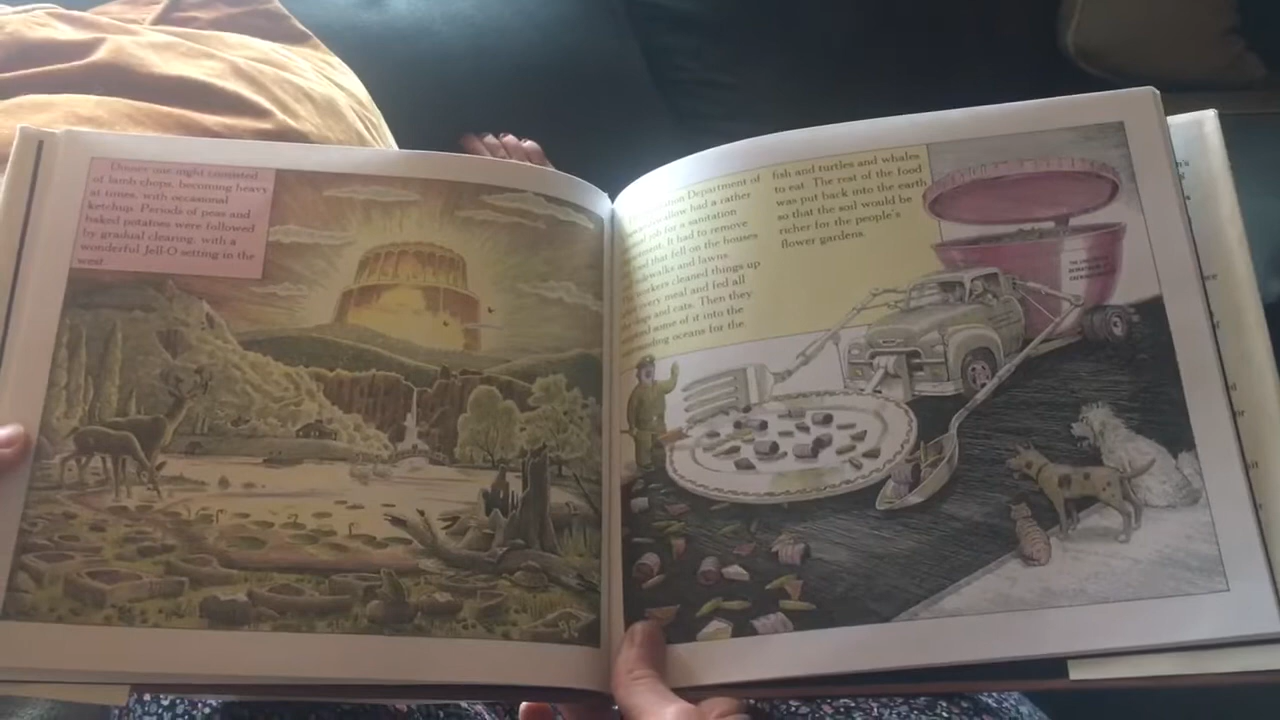 Dinner one night consisted
of lamb chops, becoming heavy
at times, with occasional
ketchup. Periods of peas and
baked potatoes were followed
by gradual clearing, with a
wonderful Jell-O setting in the
west.
Department of
had a rather
job for a sanitation
It had to remove
that fell on the houses
and lawns.
workers cleaned things up
every meal and fed all
dogs and cats. Then they
some of it into the
oceans for the
fish and turtles and whales
to eat. The rest of the food
was put back into the earth
so that the soil would be
richer for the people's
flower gardens.